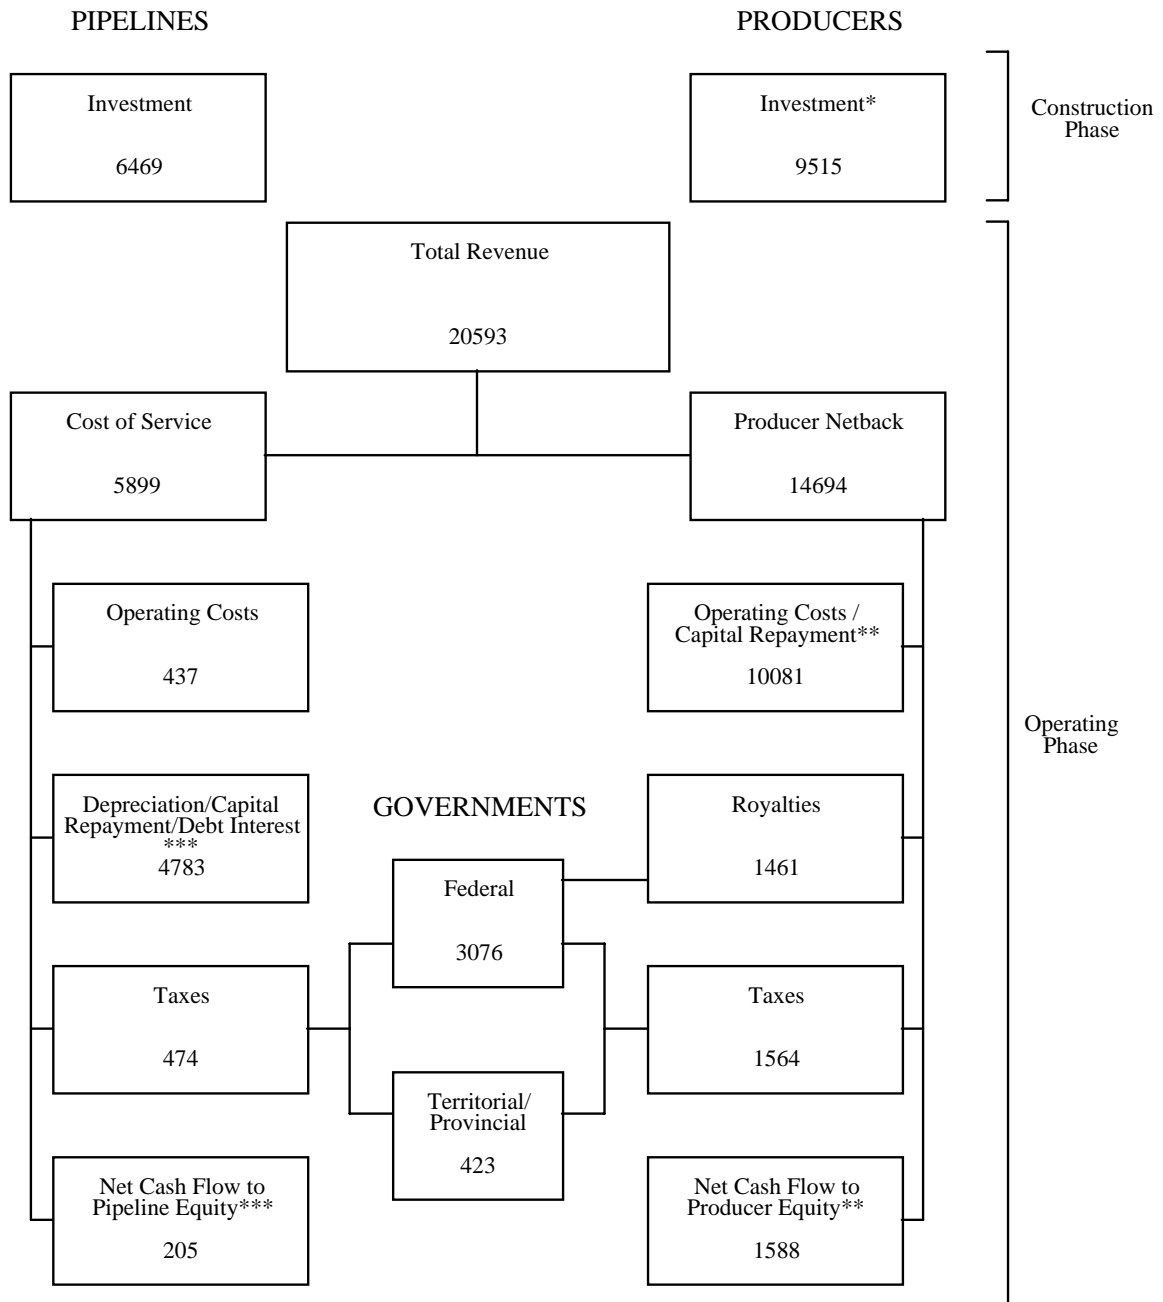 PIPELINES
PRODUCERS
Investment
6469
Investment*
9515
Construction
Phase
Total Revenue
20593
Cost of Service
5899
Producer Netback
14694
Operating Costs
437
Operating Costs /
Capital Repayment**
10081
Operating
Phase
Depreciation/Capital
Repayment/Debt Interest
***
4783
GOVERNMENTS
Royalties
1461
Federal
3076
Taxes
474
Taxes
1564
Territorial/
Provincial
423
Net Cash Flow to
Pipeline Equity***
205
Net Cash Flow to
Producer Equity**
1588